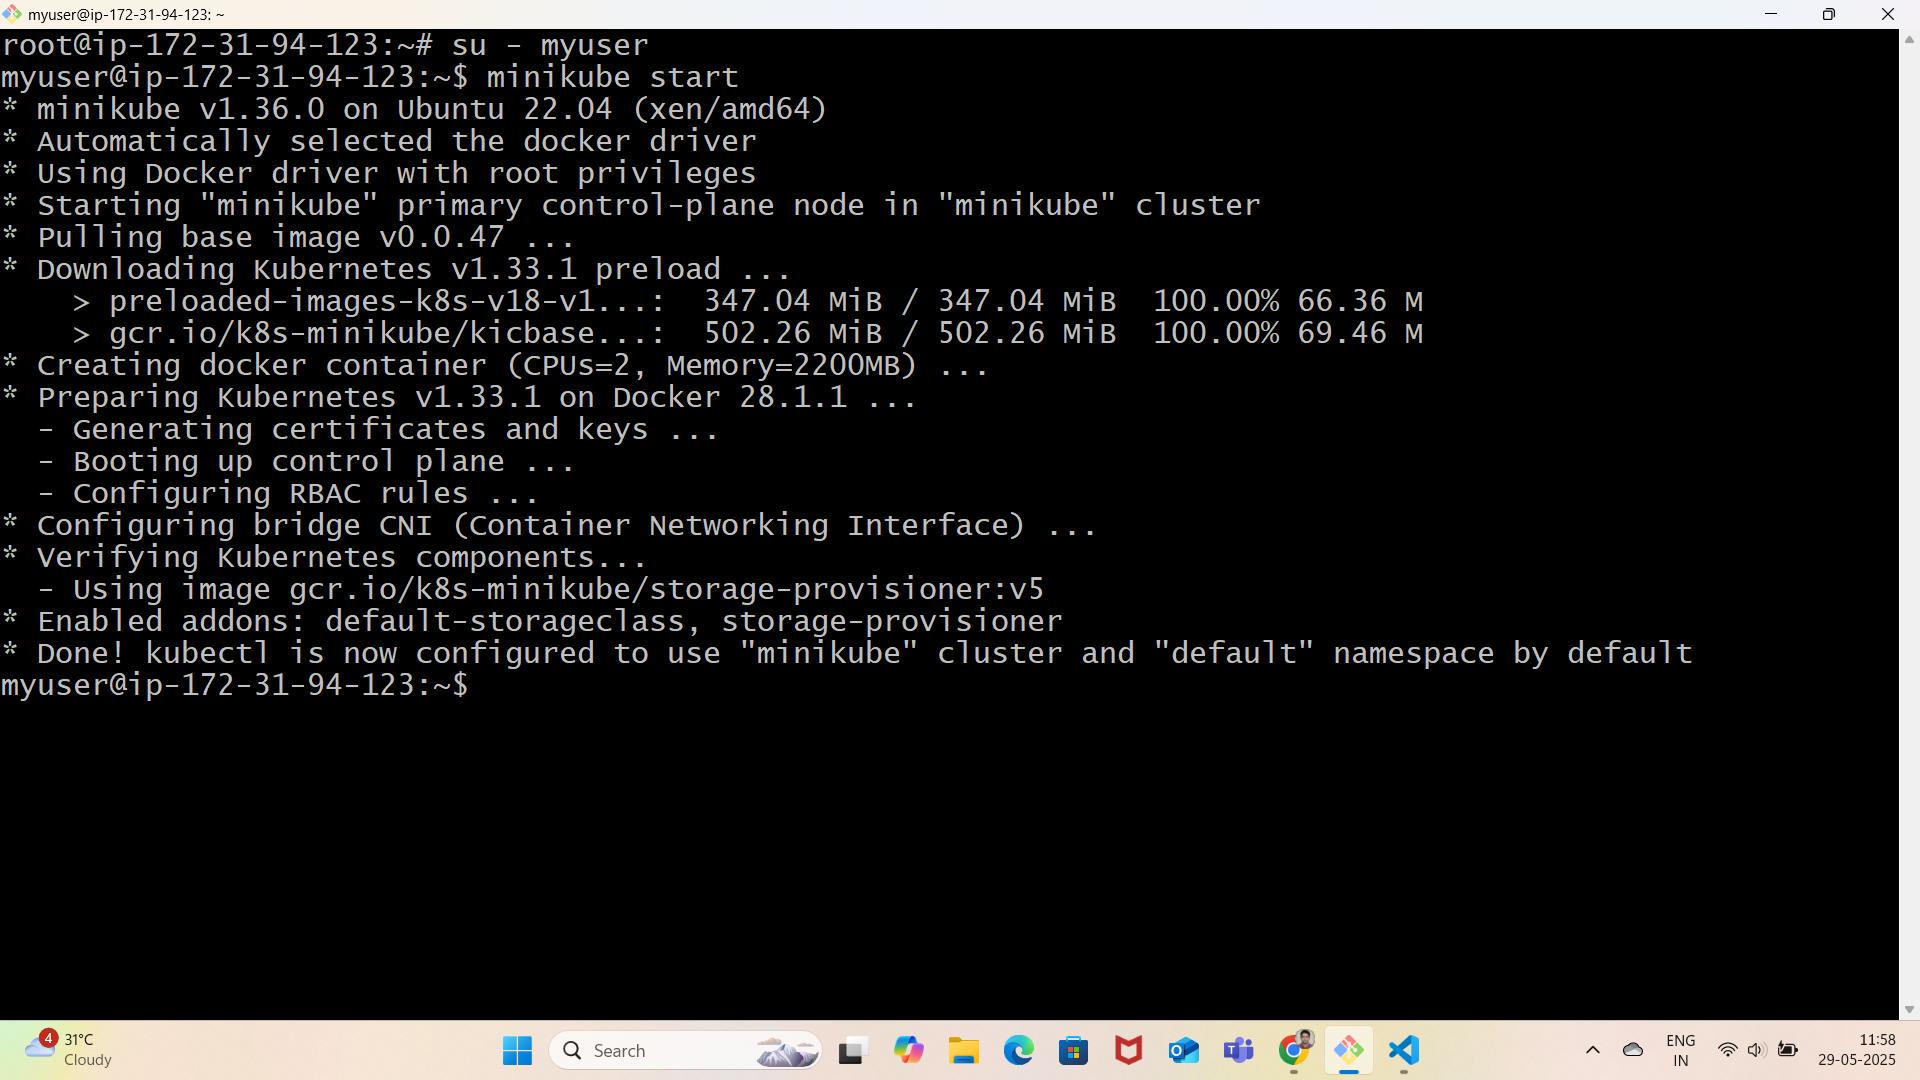 myuser@ip-172-31-94-123: ~
root@ip-172-31-94-123:~# su - myuser
myuser@ip-172-31-94-123:~$ minikube start
* minikube v1.36.0 on Ubuntu 22.04 (xen/amd64)
* Automatically selected the docker driver
* Using Docker driver with root privileges
* Starting "minikube" primary control-plane node in "minikube" cluster
* Pulling base image v0.0.47 ...
* Downloading Kubernetes v1.33.1 preload ...
    > preloaded-images-k8s-v18-v1...:  347.04 MiB / 347.04 MiB  100.00% 66.36 M
    > gcr.io/k8s-minikube/kicbase...:  502.26 MiB / 502.26 MiB  100.00% 69.46 M
* Creating docker container (CPUs=2, Memory=2200MB) ...
* Preparing Kubernetes v1.33.1 on Docker 28.1.1 ...
  - Generating certificates and keys ...
  - Booting up control plane ...
  - Configuring RBAC rules ...
* Configuring bridge CNI (Container Networking Interface) ...
* Verifying Kubernetes components...
  - Using image gcr.io/k8s-minikube/storage-provisioner:v5
* Enabled addons: default-storageclass, storage-provisioner
* Done! kubectl is now configured to use "minikube" cluster and "default" namespace by default
myuser@ip-172-31-94-123:~$
4
31°C
Cloudy
Search
ENG
IN
11:58
29-05-2025